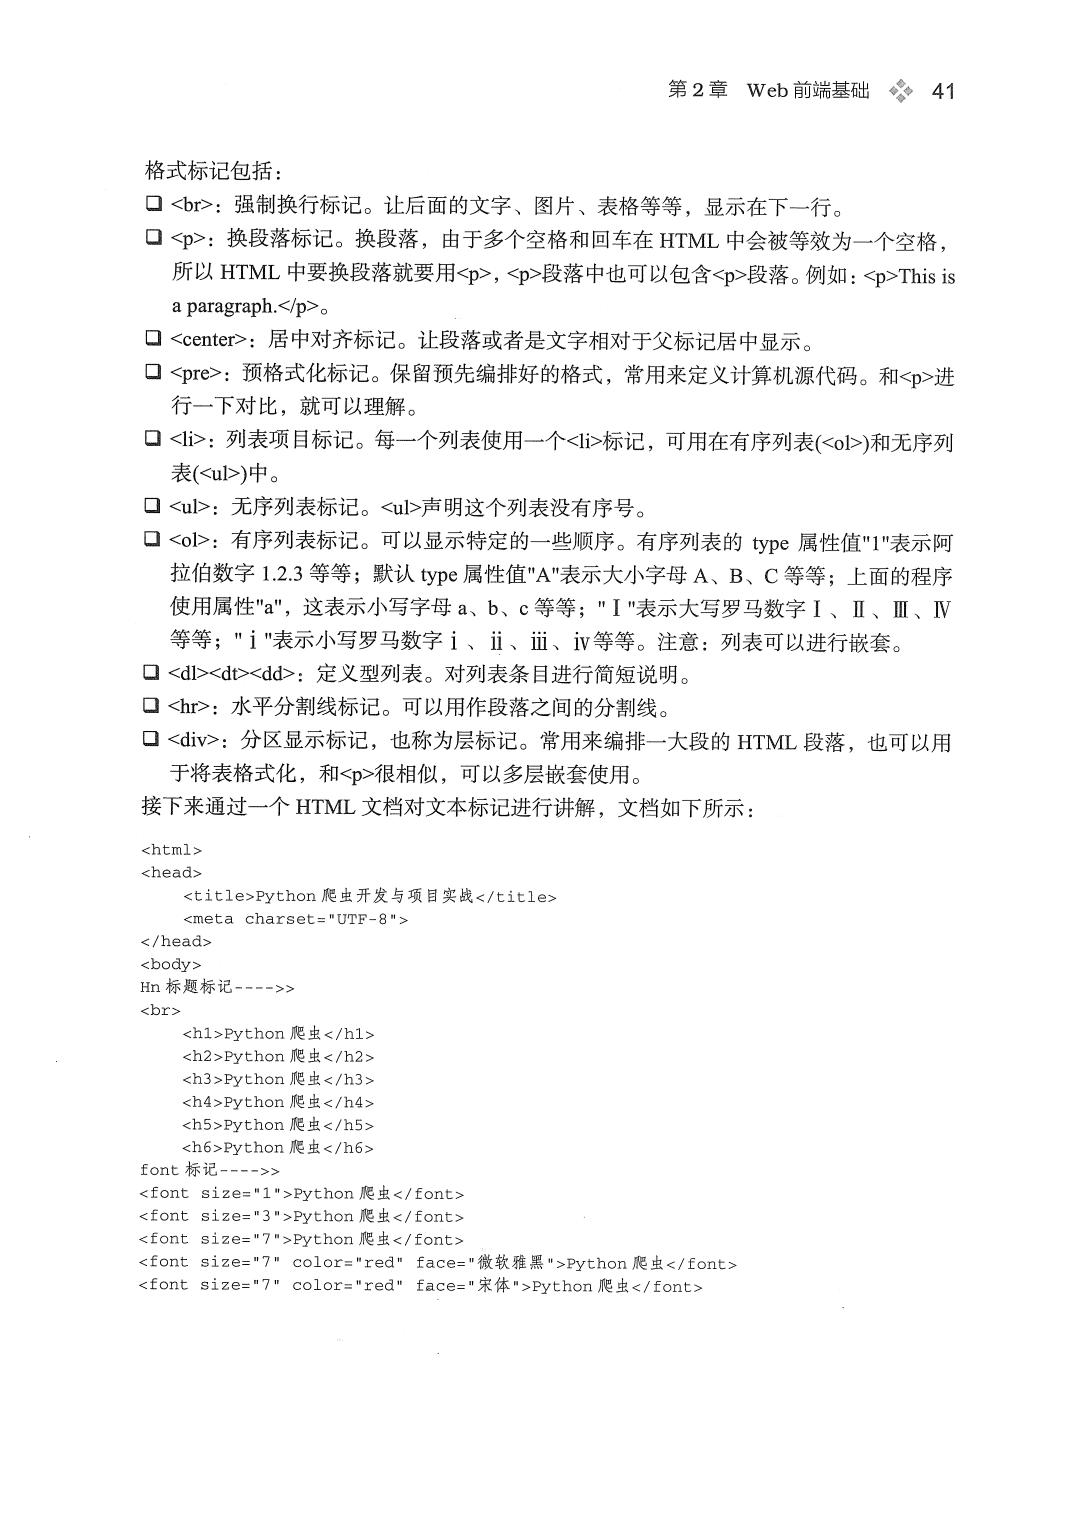 第 2 章 Web 前端基础 41
格式标记包括：
❑ <br>：强制换行标记。让后面的文字、图片、表格等等，显示在下一行。
❑ <p>：换段落标记。换段落，由于多个空格和回车在 HTML 中会被等效为一个空格，
所以 HTML 中要换段落就要用<p>，<p>段落中也可以包含<p>段落。例如：<p>This is
a paragraph.</p>。
❑ <center>：居中对齐标记。让段落或者是文字相对于父标记居中显示。
❑ <pre>：预格式化标记。保留预先编排好的格式，常用来定义计算机源代码。和<p>进
行一下对比，就可以理解。
❑ <li>：列表项目标记。每一个列表使用一个<li>标记，可用在有序列表(<ol>)和无序列
表(<ul>)中。
❑ <ul>：无序列表标记。<ul>声明这个列表没有序号。
❑ <ol>：有序列表标记。可以显示特定的一些顺序。有序列表的 type 属性值"1"表示阿
拉伯数字 1.2.3 等等；默认 type 属性值"A"表示大小字母 A、B、C 等等；上面的程序
使用属性"a"，这表示小写字母 a、b、c 等等；"Ⅰ"表示大写罗马数字Ⅰ、Ⅱ、Ⅲ、Ⅳ
等等；"ⅰ"表示小写罗马数字ⅰ、ⅱ、ⅲ、ⅳ等等。注意：列表可以进行嵌套。
❑ <dl><dt><dd>：定义型列表。对列表条目进行简短说明。
❑ <hr>：水平分割线标记。可以用作段落之间的分割线。
❑ <div>：分区显示标记，也称为层标记。常用来编排一大段的 HTML 段落，也可以用
于将表格式化，和<p>很相似，可以多层嵌套使用。
接下来通过一个 HTML 文档对文本标记进行讲解，文档如下所示：
<html>
<head>
    <title>Python 爬虫开发与项目实战</title>
    <meta charset="UTF-8">
</head>
<body>
Hn 标题标记---->>
<br>
    <h1>Python 爬虫</h1>
    <h2>Python 爬虫</h2>
    <h3>Python 爬虫</h3>
    <h4>Python 爬虫</h4>
    <h5>Python 爬虫</h5>
    <h6>Python 爬虫</h6>
font 标记---->>
<font size="1">Python 爬虫</font>
<font size="3">Python 爬虫</font>
<font size="7">Python 爬虫</font>
<font size="7" color="red" face="微软雅黑">Python 爬虫</font>
<font size="7" color="red" face="宋体">Python 爬虫</font>